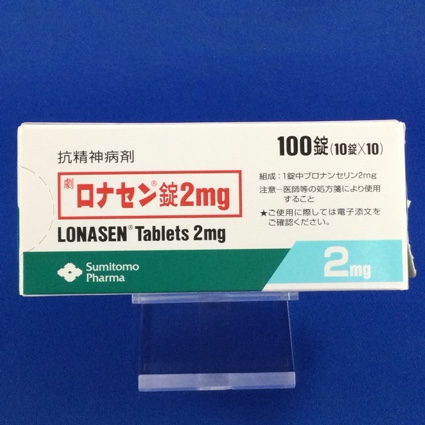 抗精神病剤
100錠(10錠×10)
劇 ロナセン®錠2mg
LONASEN® Tablets 2mg
組成:1錠中ブロナンセリン2mg
注意-医師等の処方箋により使用
すること
★ご使用に際しては電子添文を
ご確認ください。
Sumitomo
Pharma
2mg